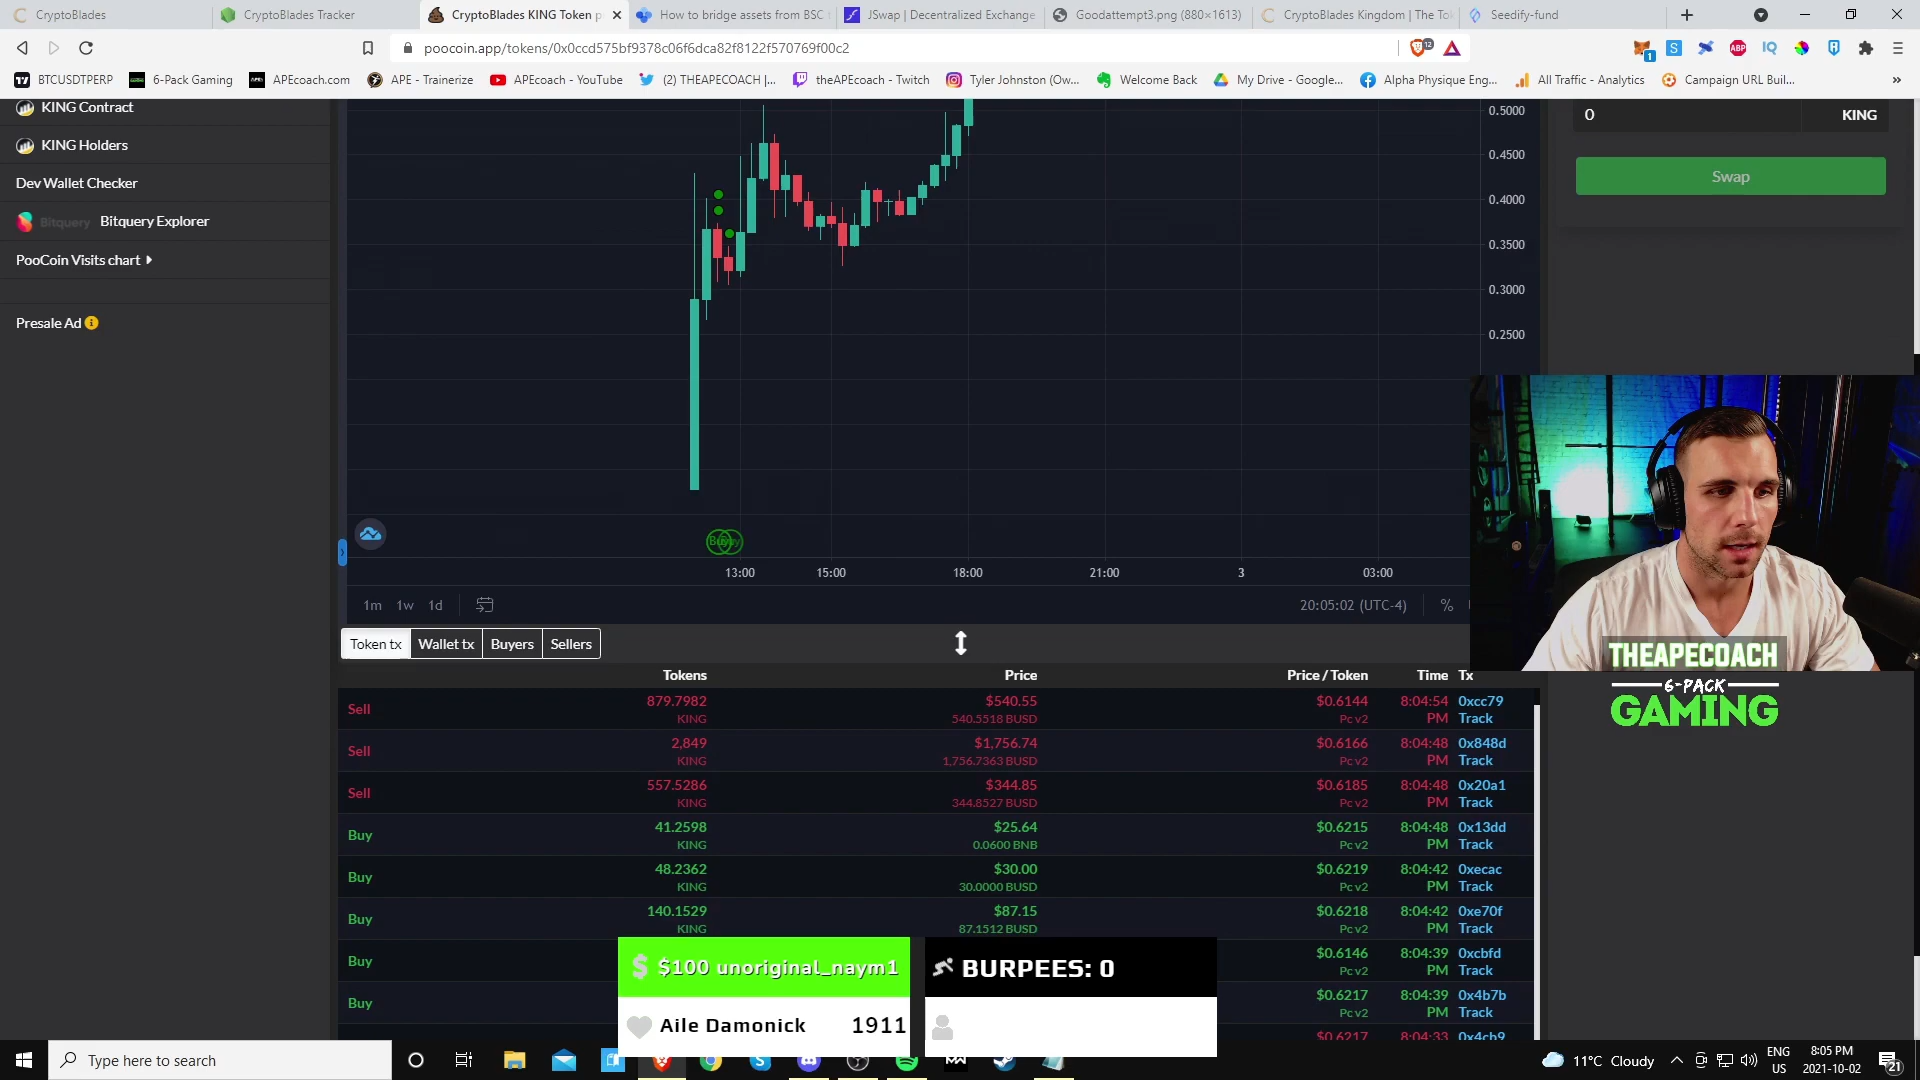 CryptoBlades
CryptoBlades Tracker
CryptoBlades KING Token p
How to bridge assets from BSC
JSwap | Decentralized Exchange
Goodattempt3.png (880×1613)
CryptoBlades Kingdom | The To
Seedify-fund
poocoin.app/tokens/0x0ccd575bf9378c06f6dca82f8122f570769f00c2
12
1
ABP
IQ
BTCUSDTPERP
6-Pack Gaming
APEcoach.com
APE - Trainerize
APEcoach - YouTube
(2) THEAPECOACH |...
theAPEcoach - Twitch
Tyler Johnston (Ow...
Welcome Back
My Drive - Google...
Alpha Physique Eng...
All Traffic - Analytics
Campaign URL Buil...
»
KING Contract
KING Holders
Dev Wallet Checker
Bitquery Bitquery Explorer
PooCoin Visits chart
Presale Ad
0.5000
0.4500
0.4000
0.3500
0.3000
0.2500
0 KING
Swap
Buy
13:00 15:00 18:00 21:00 3 03:00
1m 1w 1d
20:05:02 (UTC-4) %
Token tx Wallet tx Buyers Sellers
Tokens Price Price / Token Time Tx
Sell 879.7982 $540.55 $0.6144 8:04:54 0xcc79
KING 540.5518 BUSD Pc v2 PM Track
Sell 2,849 $1,756.74 $0.6166 8:04:48 0x848d
KING 1,756.7363 BUSD Pc v2 PM Track
Sell 557.5286 $344.85 $0.6185 8:04:48 0x20a1
KING 344.8527 BUSD Pc v2 PM Track
Buy 41.2598 $25.64 $0.6215 8:04:48 0x13dd
KING 0.0600 BNB Pc v2 PM Track
Buy 48.2362 $30.00 $0.6219 8:04:42 0xecac
KING 30.0000 BUSD Pc v2 PM Track
Buy 140.1529 $87.15 $0.6218 8:04:42 0xe70f
KING 87.1512 BUSD Pc v2 PM Track
Buy $0.6146 8:04:39 0xcbfd
Pc v2 PM Track
Buy $0.6217 8:04:39 0x4b7b
Pc v2 PM Track
$0.6217 8:04:33 0x4cb9
THEAPECOACH
6-PACK
GAMING
$100 unoriginal_naym1
BURPEES: 0
Aile Damonick 1911
Type here to search
11°C Cloudy
ENG
US
8:05 PM
2021-10-02
21